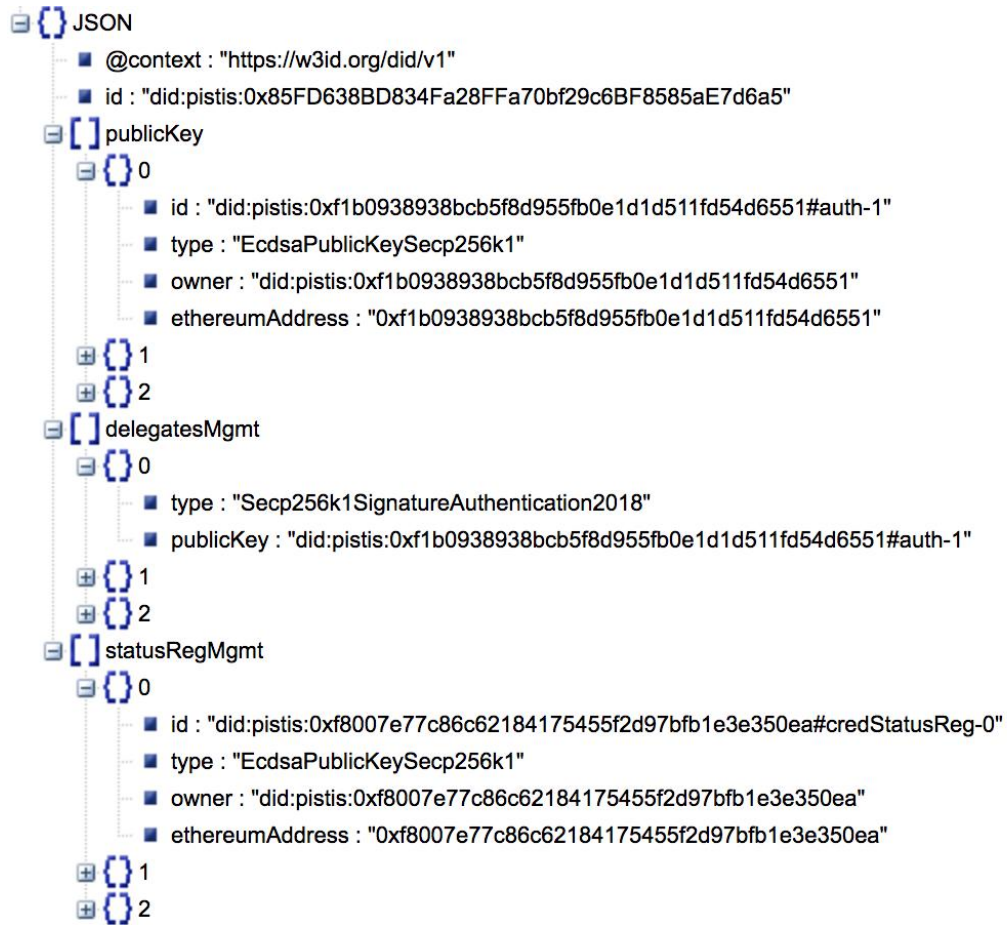 JSON
@context : "https://w3id.org/did/v1"
id : "did:pistis:0x85FD638BD834Fa28FFa70bf29c6BF8585aE7d6a5"
publicKey
0
id : "did:pistis:0xf1b0938938bcb5f8d955fb0e1d1d511fd54d6551#auth-1"
type : "EcdsaPublicKeySecp256k1"
owner : "did:pistis:0xf1b0938938bcb5f8d955fb0e1d1d511fd54d6551"
ethereumAddress : "0xf1b0938938bcb5f8d955fb0e1d1d511fd54d6551"
1
2
delegatesMgmt
0
type : "Secp256k1SignatureAuthentication2018"
publicKey : "did:pistis:0xf1b0938938bcb5f8d955fb0e1d1d511fd54d6551#auth-1"
1
2
statusRegMgmt
0
id : "did:pistis:0xf8007e77c86c62184175455f2d97bfb1e3e350ea#credStatusReg-0"
type : "EcdsaPublicKeySecp256k1"
owner : "did:pistis:0xf8007e77c86c62184175455f2d97bfb1e3e350ea"
ethereumAddress : "0xf8007e77c86c62184175455f2d97bfb1e3e350ea"
1
2